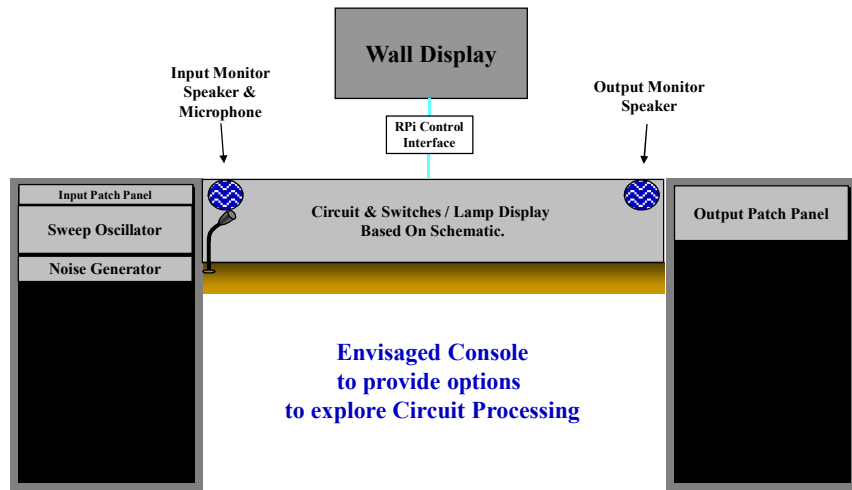 Wall Display
Input Monitor
Speaker &
Microphone
Output Monitor
Speaker
RPi Control
Interface
Input Patch Panel
Sweep Oscillator
Noise Generator
Circuit & Switches / Lamp Display
Based On Schematic.
Output Patch Panel
Envisaged Console
to provide options
to explore Circuit Processing